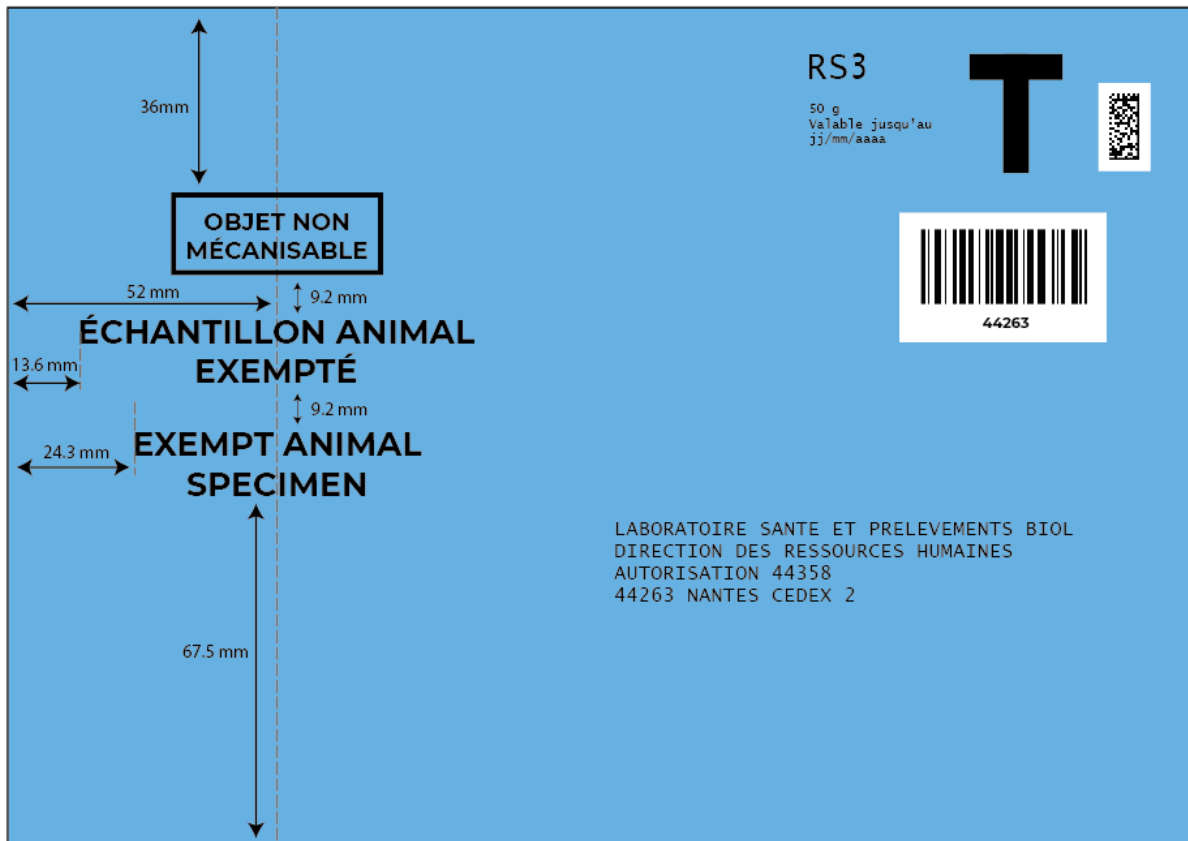 RS3
50 g
Valable jusqu'au
jj/mm/aaaa
T
36mm
OBJET NON
MÉCANISABLE
44263
52 mm
9.2 mm
ÉCHANTILLON ANIMAL
EXEMPTÉ
13.6 mm
9.2 mm
EXEMPT ANIMAL
SPECIMEN
24.3 mm
LABORATOIRE SANTE ET PRELEVEMENTS BIOL
DIRECTION DES RESSOURCES HUMAINES
AUTORISATION 44358
44263 NANTES CEDEX 2
67.5 mm